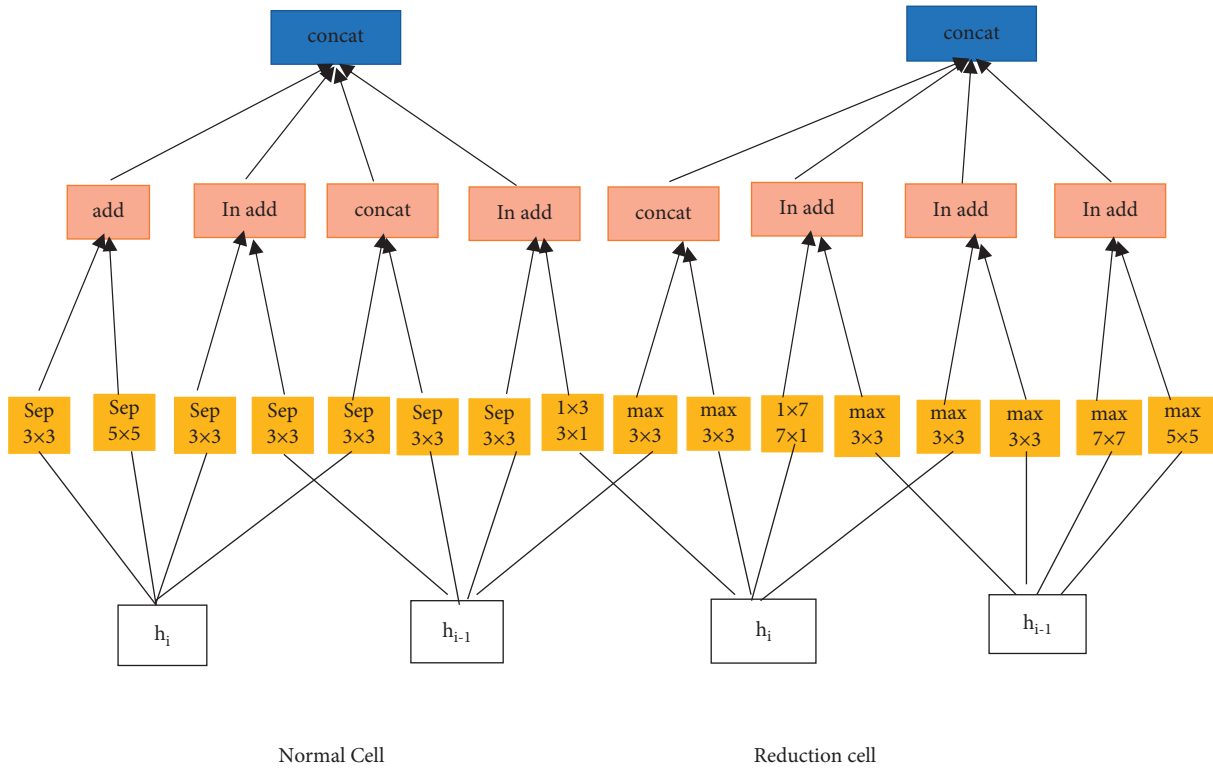 concat
concat
add
In add
concat
In add
concat
In add
In add
In add
Sep
3×3
Sep
5×5
Sep
3×3
Sep
3×3
Sep
3×3
Sep
3×3
Sep
3×3
1×3
3×1
max
3×3
max
3×3
1×7
7×1
max
3×3
max
3×3
max
3×3
max
7×7
max
5×5
hi
hi-1
hi
hi-1
Normal Cell
Reduction cell